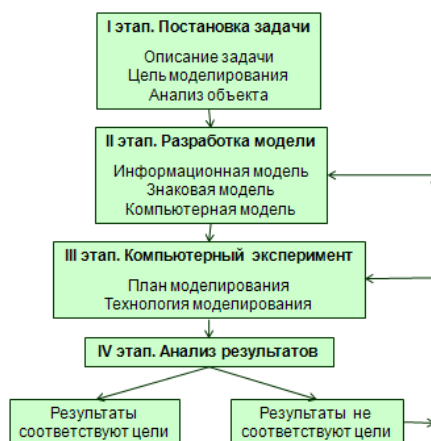 I этап. Постановка задачи
Описание задачи
Цель моделирования
Анализ объекта
II этап. Разработка модели
Информационная модель
Знаковая модель
Компьютерная модель
III этап. Компьютерный эксперимент
План моделирования
Технология моделирования
IV этап. Анализ результатов
Результаты
соответствуют цели
Результаты не
соответствуют цели